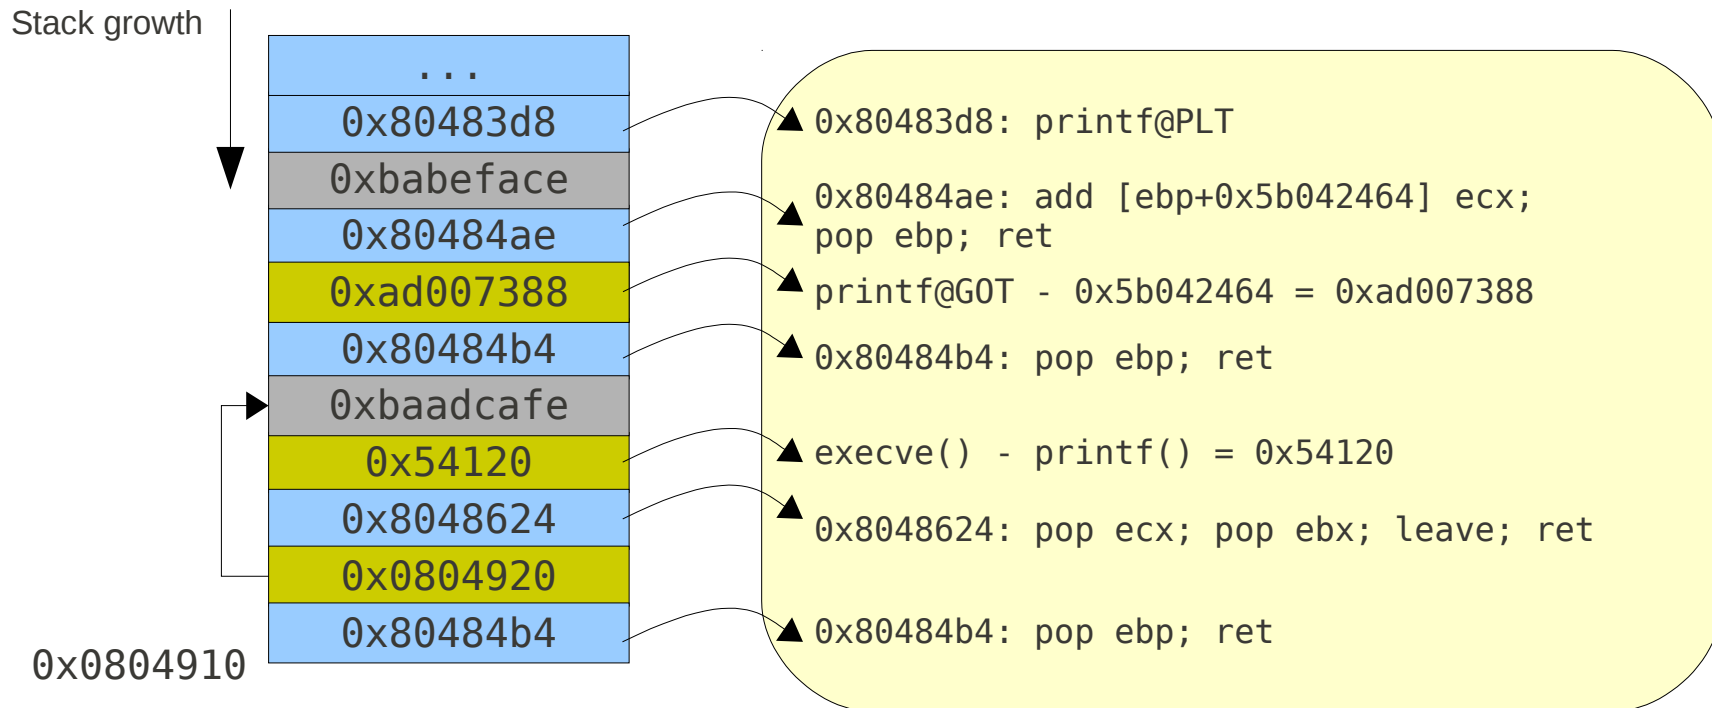 Stack growth
...
0x80483d8
0xbabeface
0x80484ae
0xad007388
0x80484b4
0xbaadcafe
0x54120
0x8048624
0x0804920
0x80484b4
0x0804910
0x80483d8: printf@PLT
0x80484ae: add [ebp+0x5b042464] ecx;
pop ebp; ret
printf@GOT - 0x5b042464 = 0xad007388
0x80484b4: pop ebp; ret
execve() - printf() = 0x54120
0x8048624: pop ecx; pop ebx; leave; ret
0x80484b4: pop ebp; ret